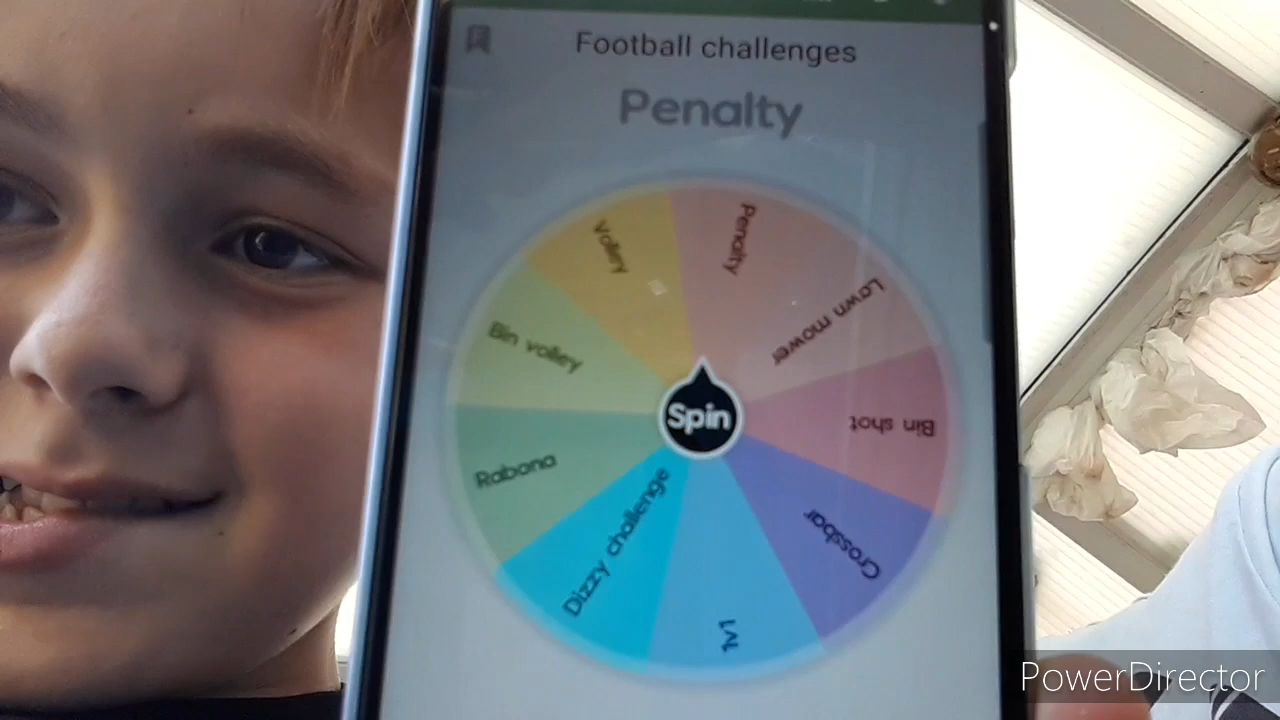 Football challenges
Penalty
Penalty
Lawn mower
Bin shot
Crossbar
1v1
Dizzy challenge
Rabona
Bin volley
Volley
Spin
PowerDirector